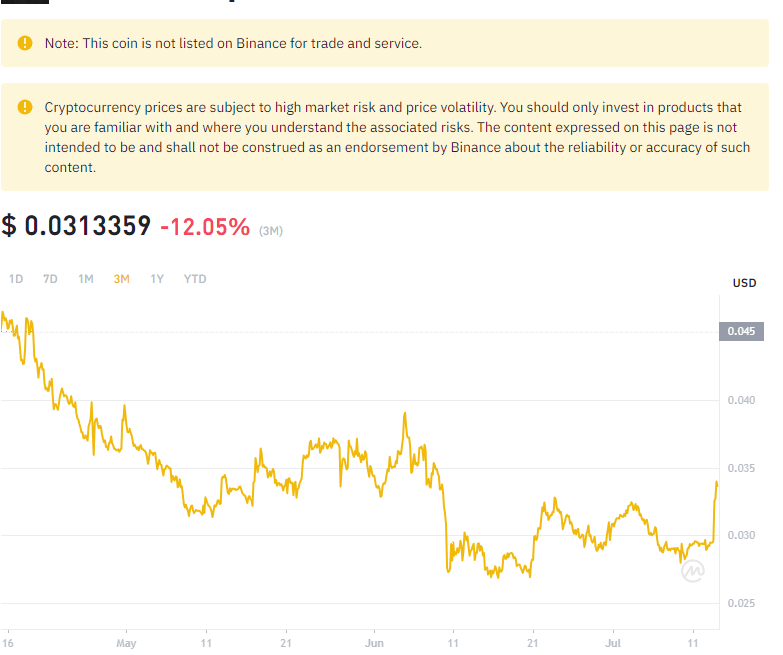 Note: This coin is not listed on Binance for trade and service.
Cryptocurrency prices are subject to high market risk and price volatility. You should only invest in products that
you are familiar with and where you understand the associated risks. The content expressed on this page is not
intended to be and shall not be construed as an endorsement by Binance about the reliability or accuracy of such
content.
$ 0.0313359 -12.05% (3M)
1D 7D 1M 3M 1Y YTD
USD
0.045
0.040
0.035
0.030
0.025
16 May 11 21 Jun 11 21 Jul 11